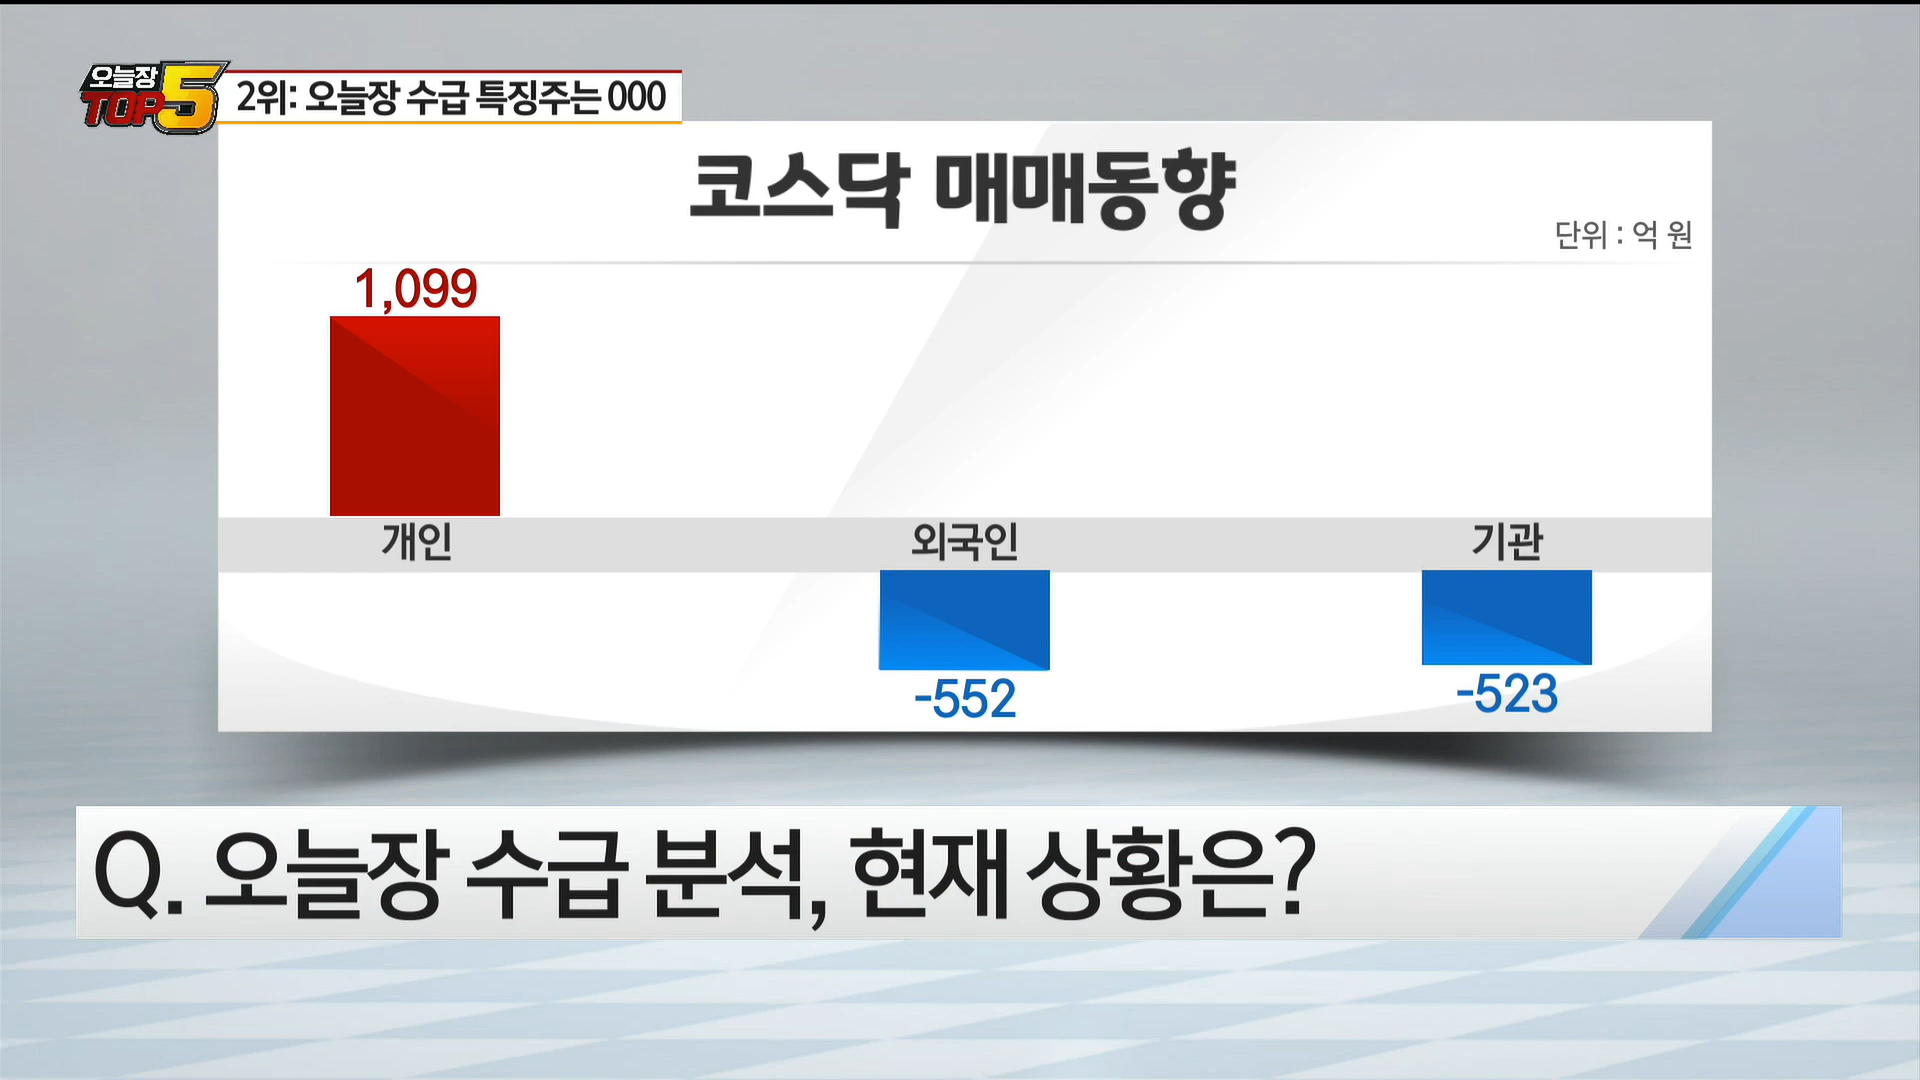 오늘장
TOP5
2위: 오늘장 수급 특징주는 000
코스닥 매매동향
단위 : 억 원
1,099
개인
외국인
기관
-552
-523
Q. 오늘장 수급 분석, 현재 상황은?